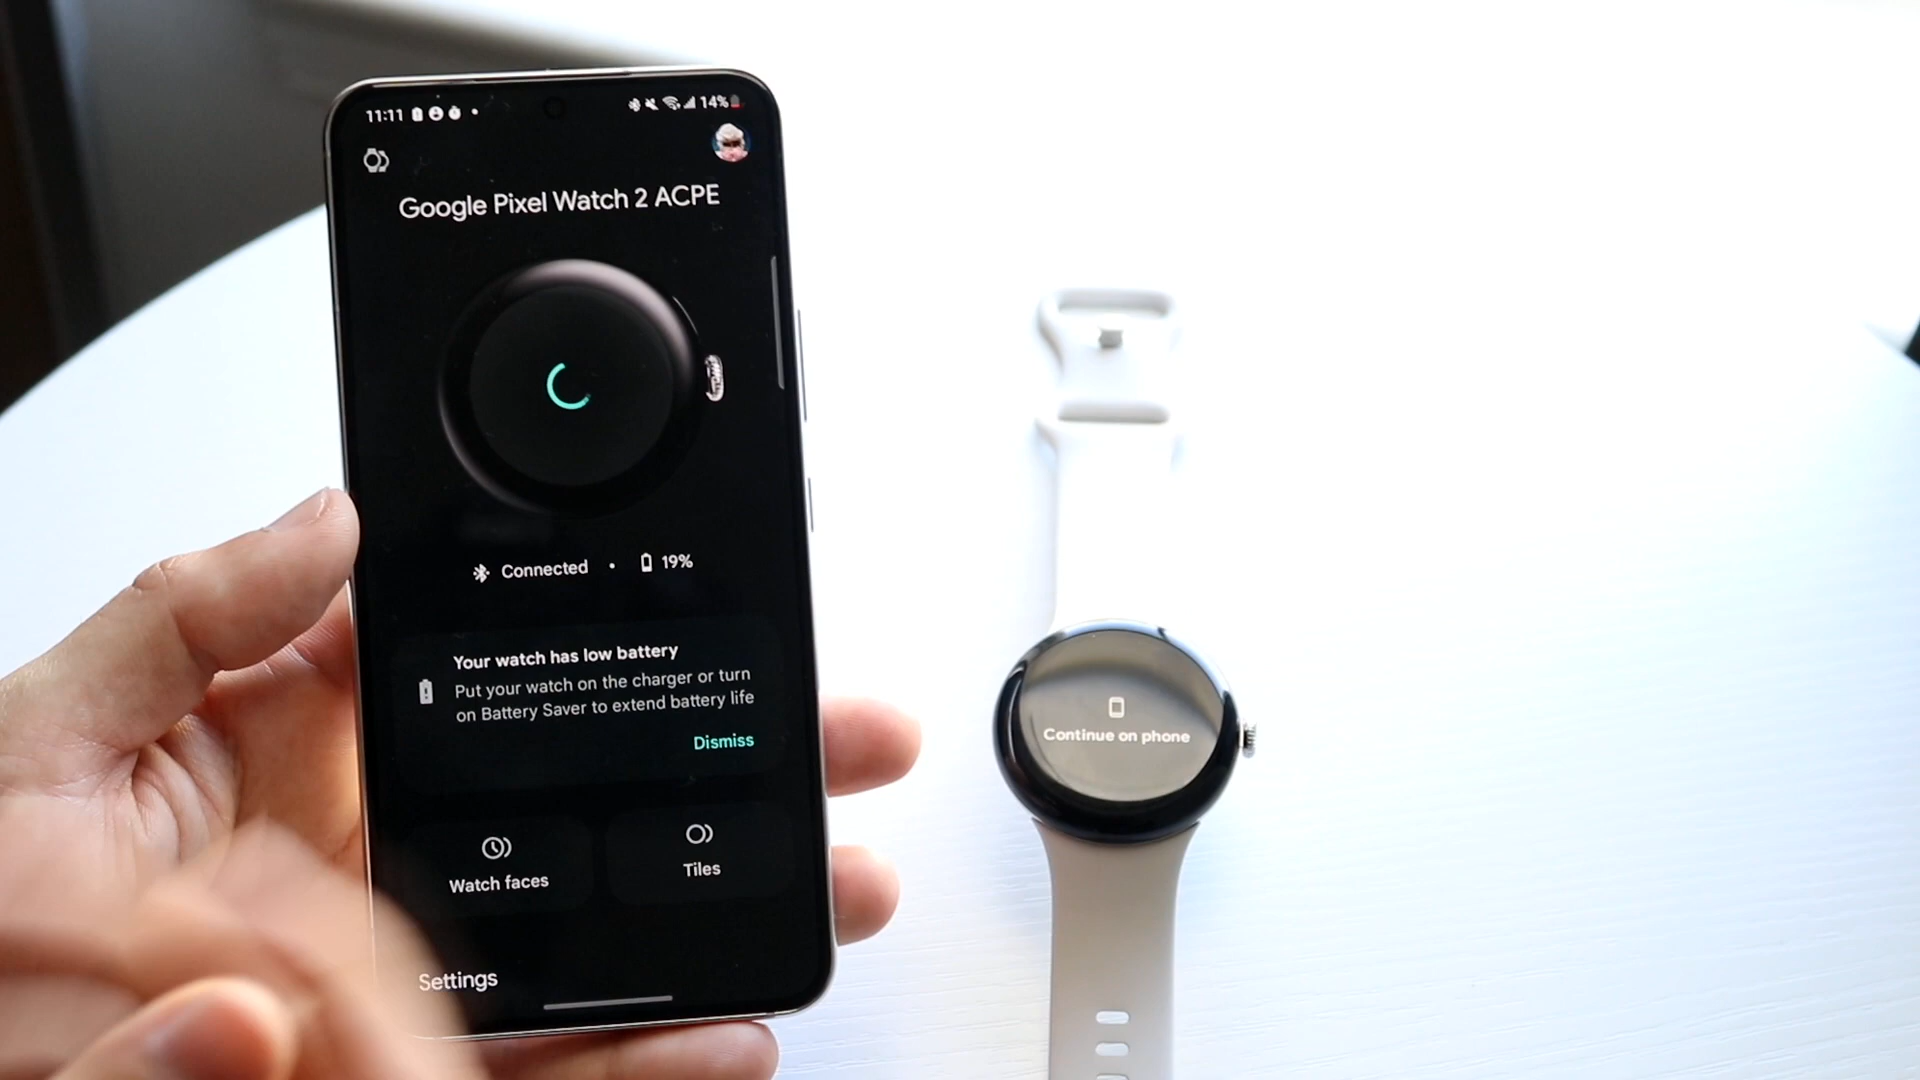 11:11
14%
Google Pixel Watch 2 ACPE
Connected • 19%
Your watch has low battery
Put your watch on the charger or turn
on Battery Saver to extend battery life
Dismiss
Watch faces
Tiles
Settings
Continue on phone